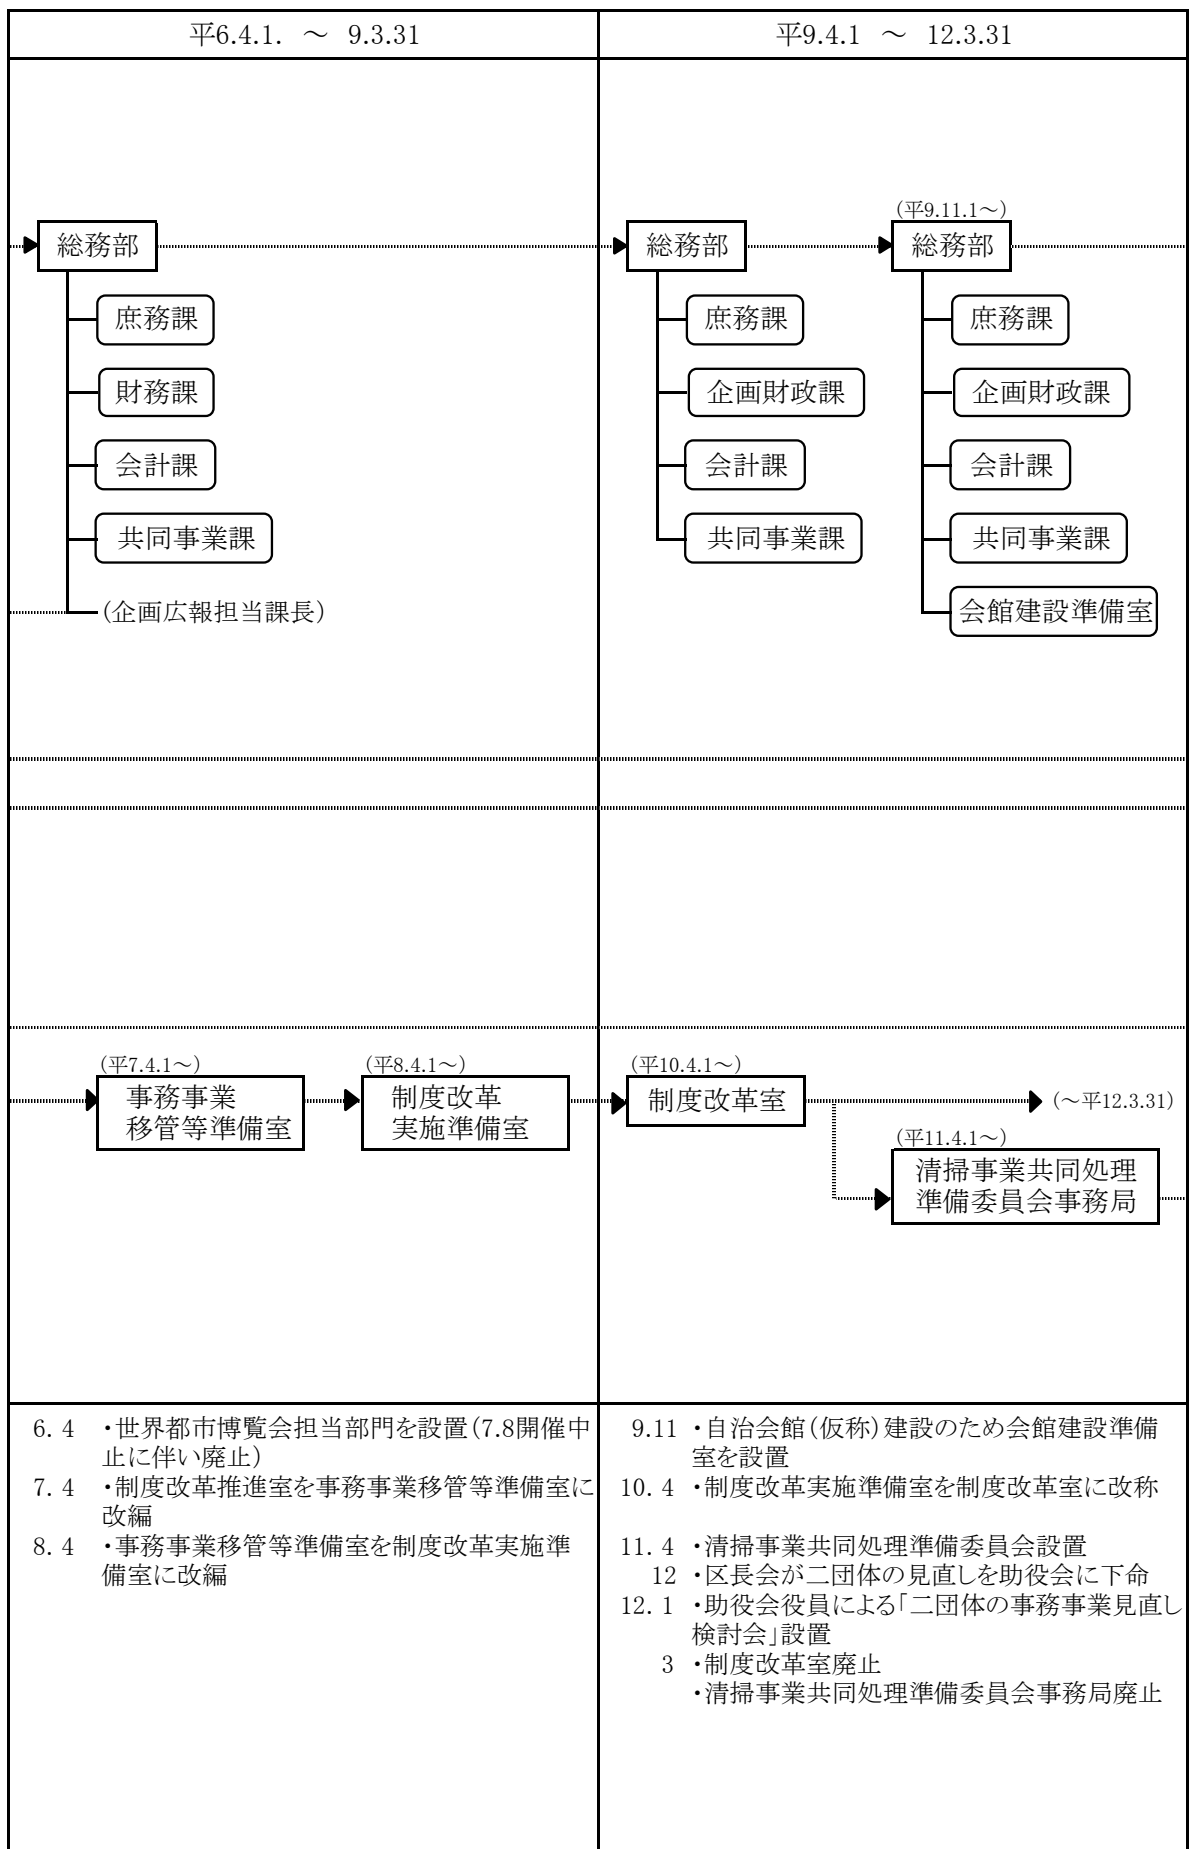 平6.4.1. ～ 9.3.31
総務部
庶務課
財務課
会計課
共同事業課
(企画広報担当課長)
(平7.4.1～)
事務事業
移管等準備室
(平8.4.1～)
制度改革
実施準備室
6. 4 ・世界都市博覧会担当部門を設置(7.8開催中
止に伴い廃止)
7. 4 ・制度改革推進室を事務事業移管等準備室に
改編
8. 4 ・事務事業移管等準備室を制度改革実施準
備室に改編
平9.4.1 ～ 12.3.31
総務部
庶務課
企画財政課
会計課
共同事業課
(平9.11.1～)
総務部
庶務課
企画財政課
会計課
共同事業課
会館建設準備室
(平10.4.1～)
制度改革室
(～平12.3.31)
(平11.4.1～)
清掃事業共同処理
準備委員会事務局
9.11 ・自治会館(仮称)建設のため会館建設準備
室を設置
10. 4 ・制度改革実施準備室を制度改革室に改称
11. 4 ・清掃事業共同処理準備委員会設置
12 ・区長会が二団体の見直しを助役会に下命
12. 1 ・助役会役員による「二団体の事務事業見直し
検討会」設置
3 ・制度改革室廃止
・清掃事業共同処理準備委員会事務局廃止